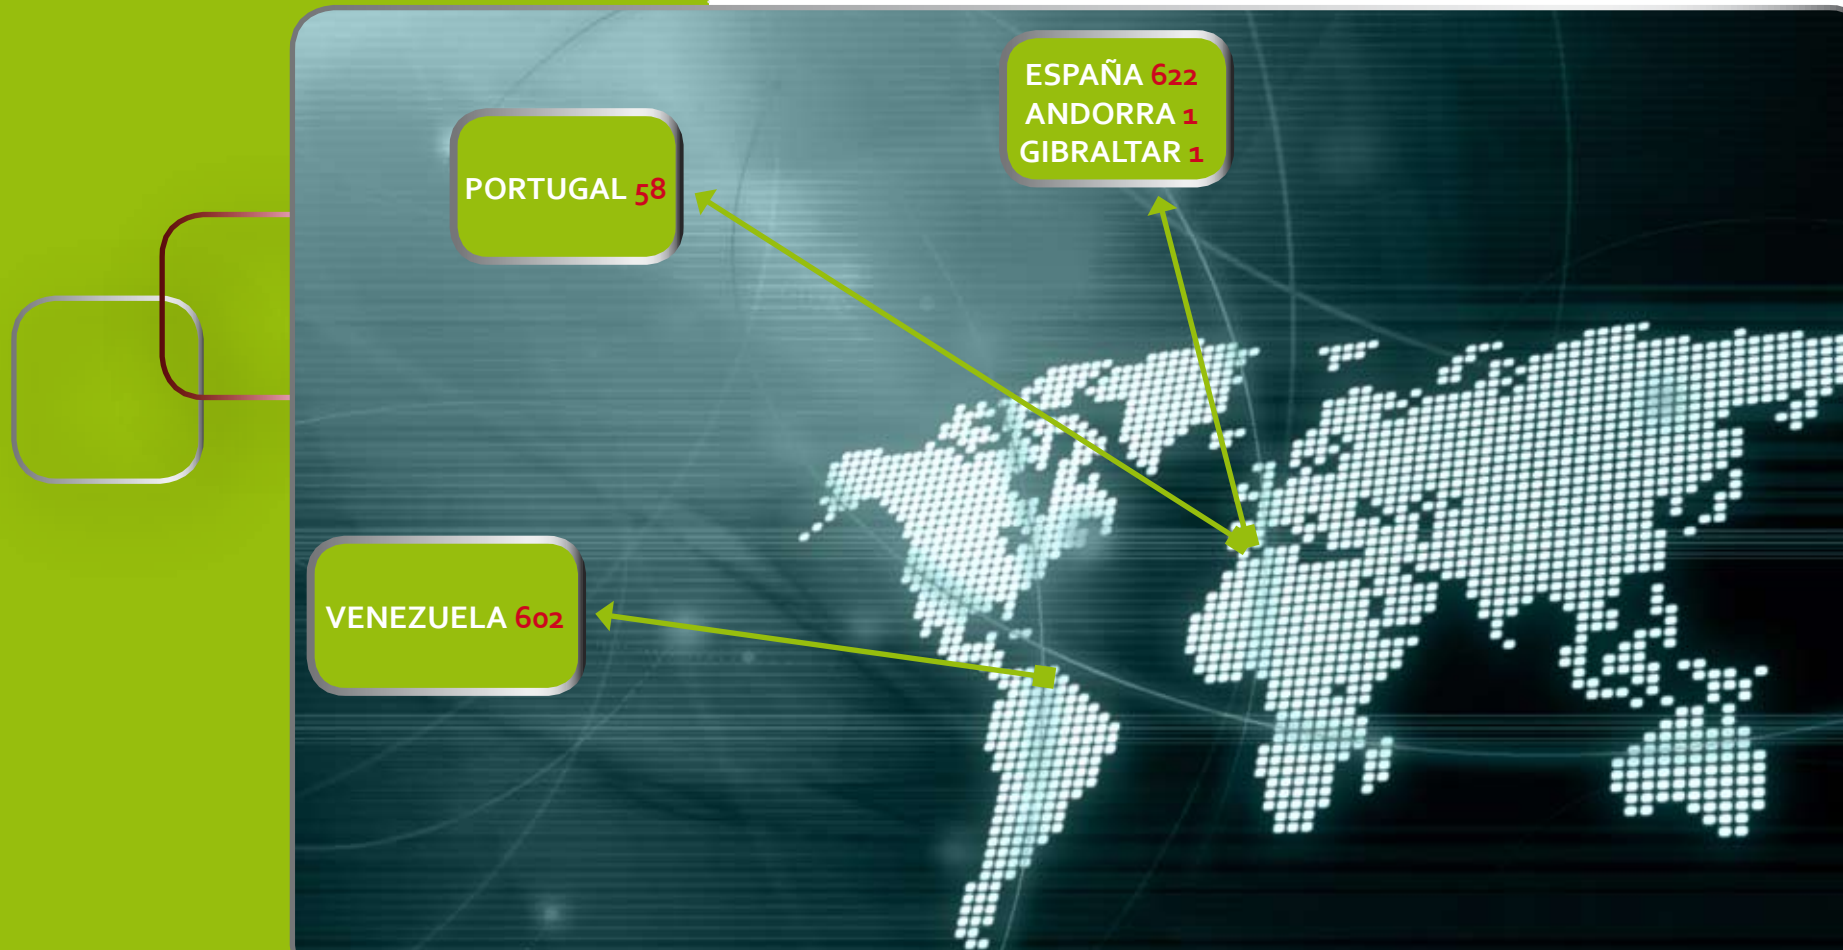 ESPAÑA 622
ANDORRA 1
GIBRALTAR 1
PORTUGAL 58
VENEZUELA 602